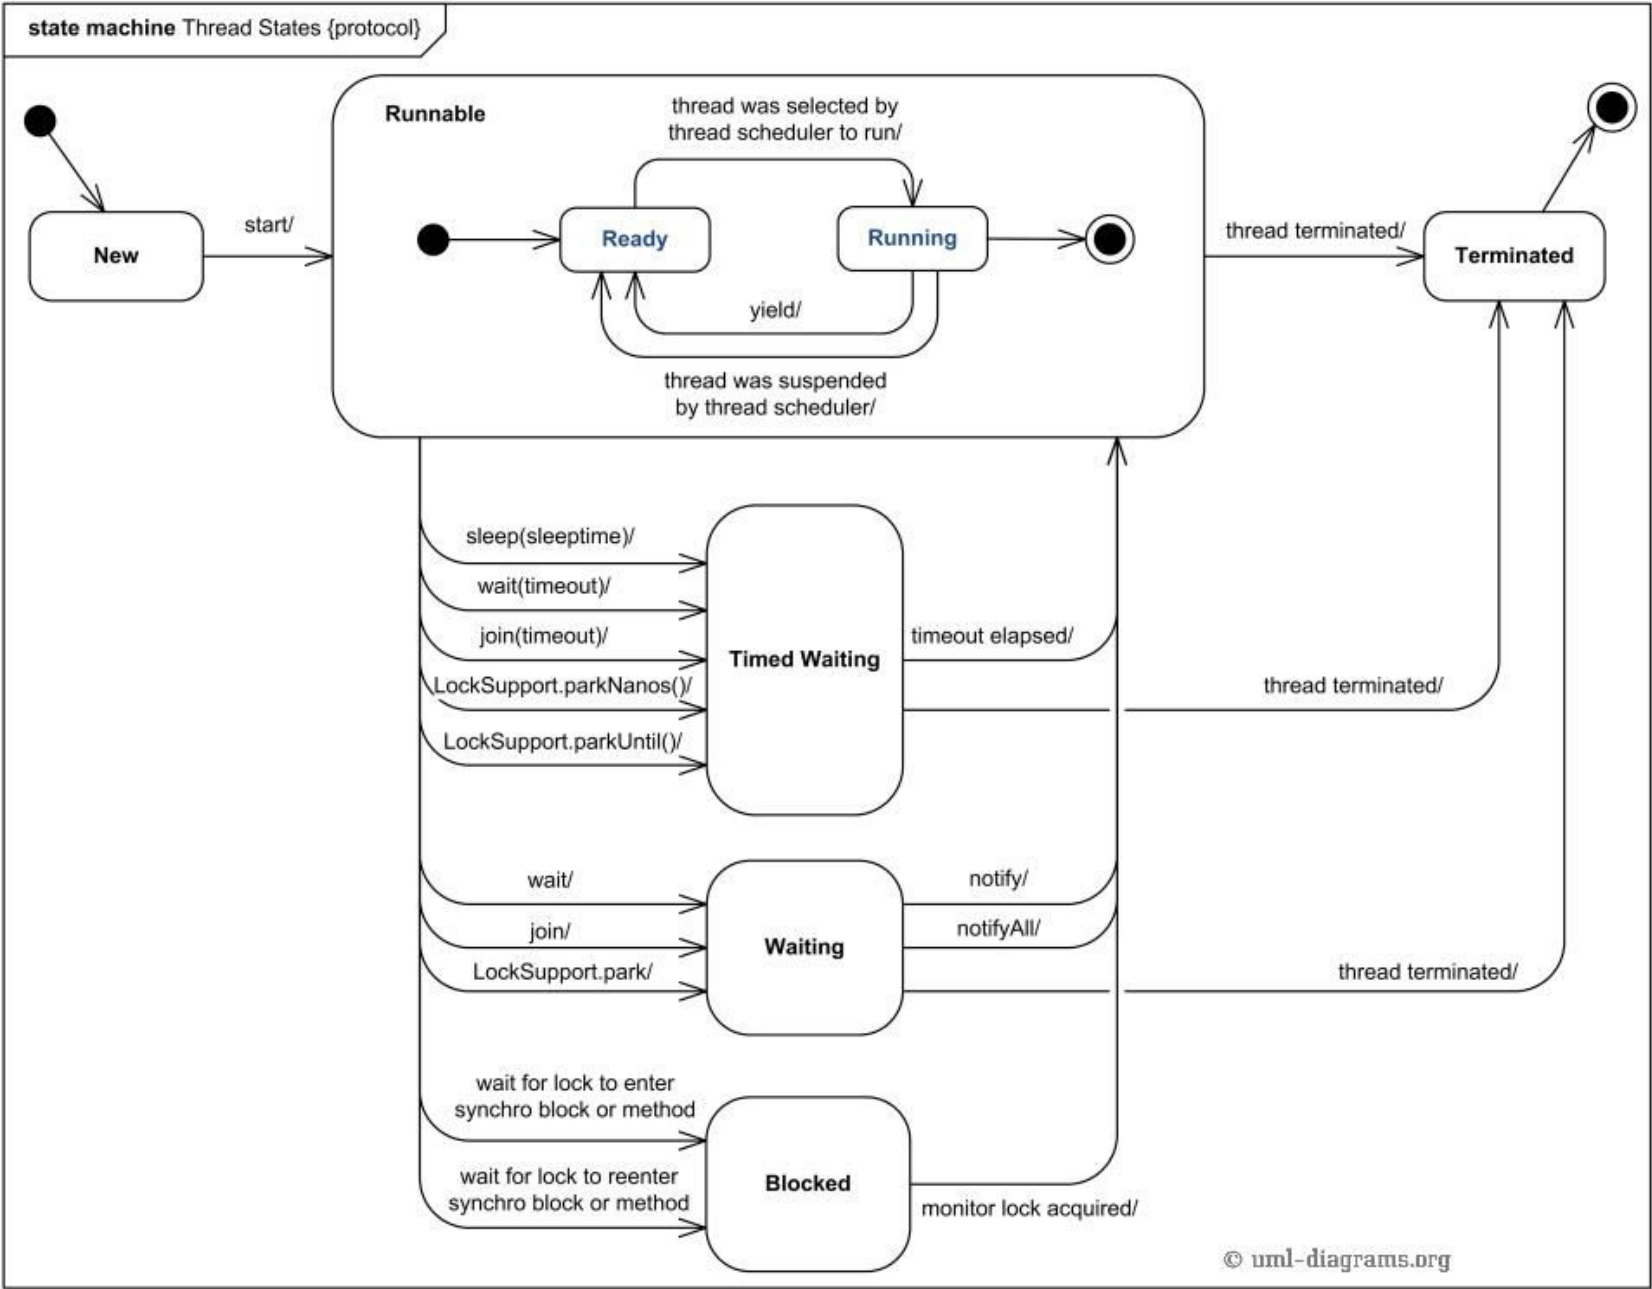 state machine Thread States {protocol}
Runnable
thread was selected by
thread scheduler to run/
start/
New
Ready
Running
thread terminated/
Terminated
yield/
thread was suspended
by thread scheduler/
sleep(sleeptime)/
wait(timeout)/
join(timeout)/
LockSupport.parkNanos()/
LockSupport.parkUntil()/
Timed Waiting
timeout elapsed/
thread terminated/
wait/
join/
LockSupport.park/
Waiting
notify/
notifyAll/
thread terminated/
wait for lock to enter
synchro block or method
wait for lock to reenter
synchro block or method
Blocked
monitor lock acquired/
© uml-diagrams.org